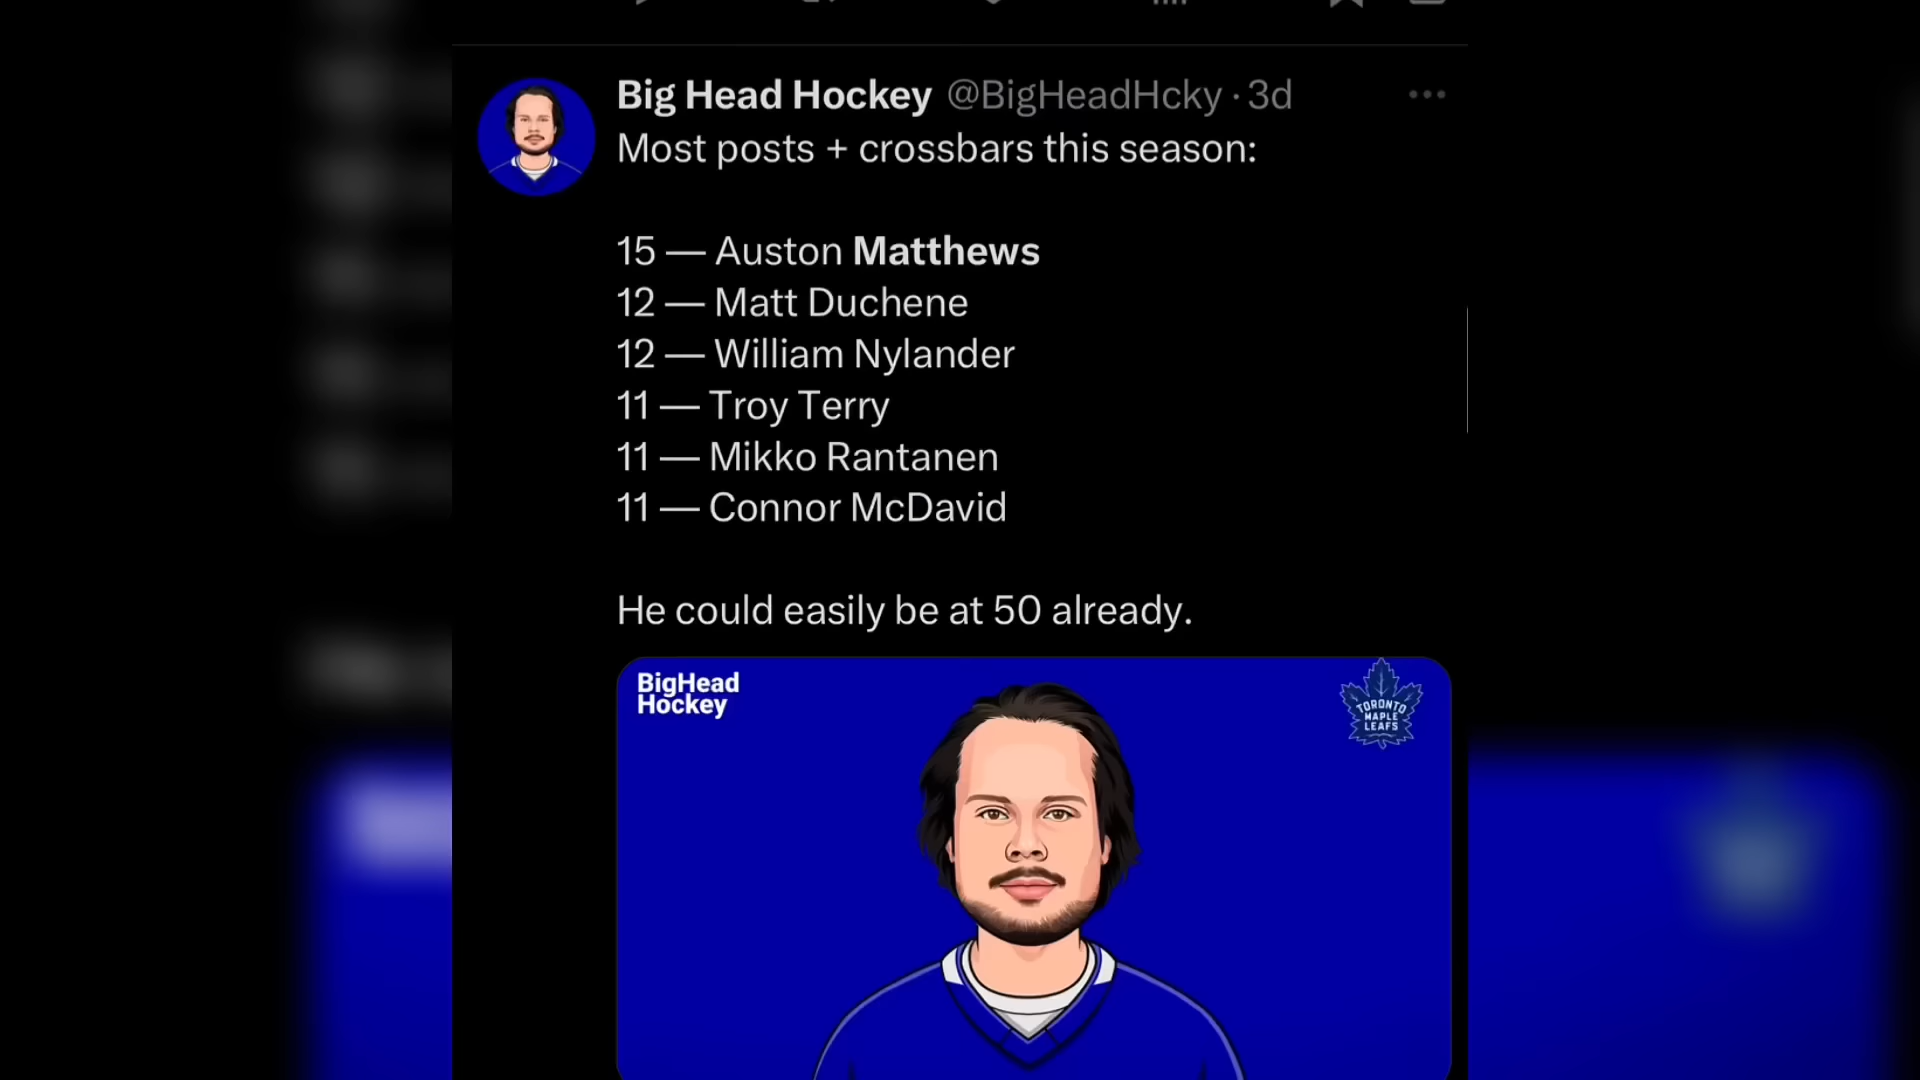 Big Head Hockey @BigHeadHcky · 3d
Most posts + crossbars this season:
15 — Auston Matthews
12 — Matt Duchene
12 — William Nylander
11 — Troy Terry
11 — Mikko Rantanen
11 — Connor McDavid
He could easily be at 50 already.
BigHead
Hockey
TORONTO
MAPLE
LEAFS